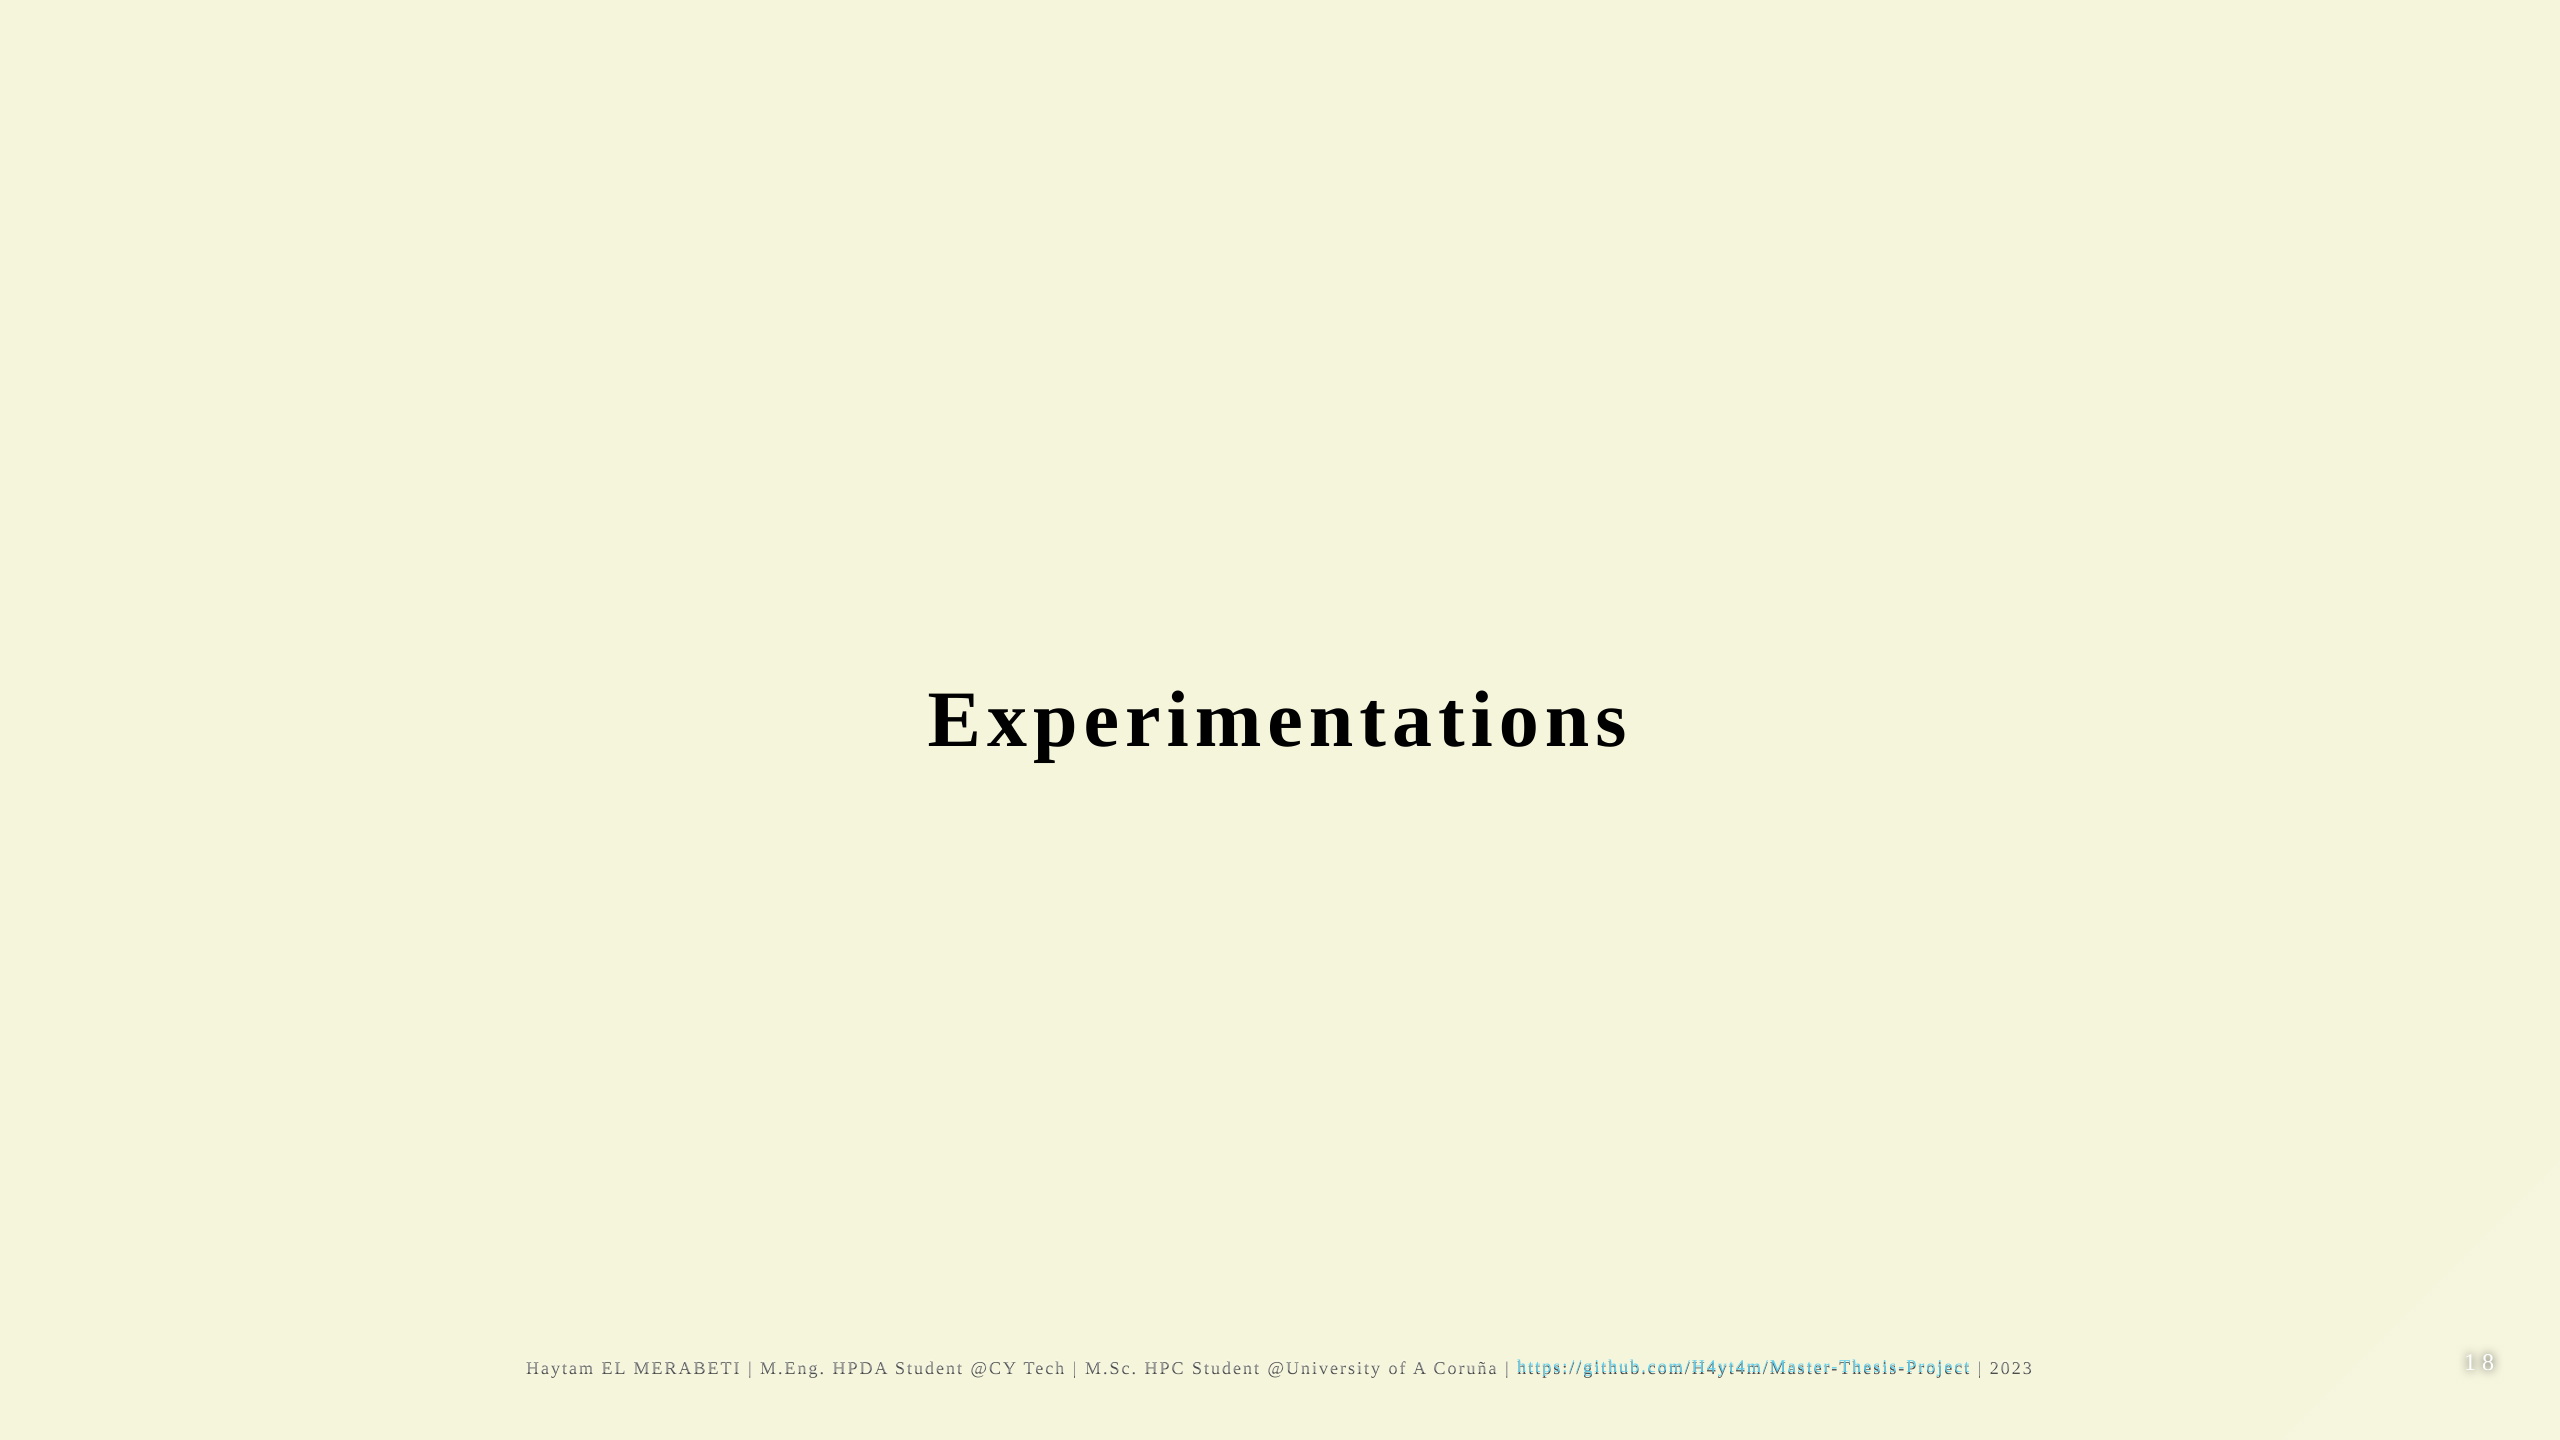 Experimentations
Haytam EL MERABETI | M.Eng. HPDA Student @CY Tech | M.Sc. HPC Student @University of A Coruña | https://github.com/H4yt4m/Master-Thesis-Project | 2023
18